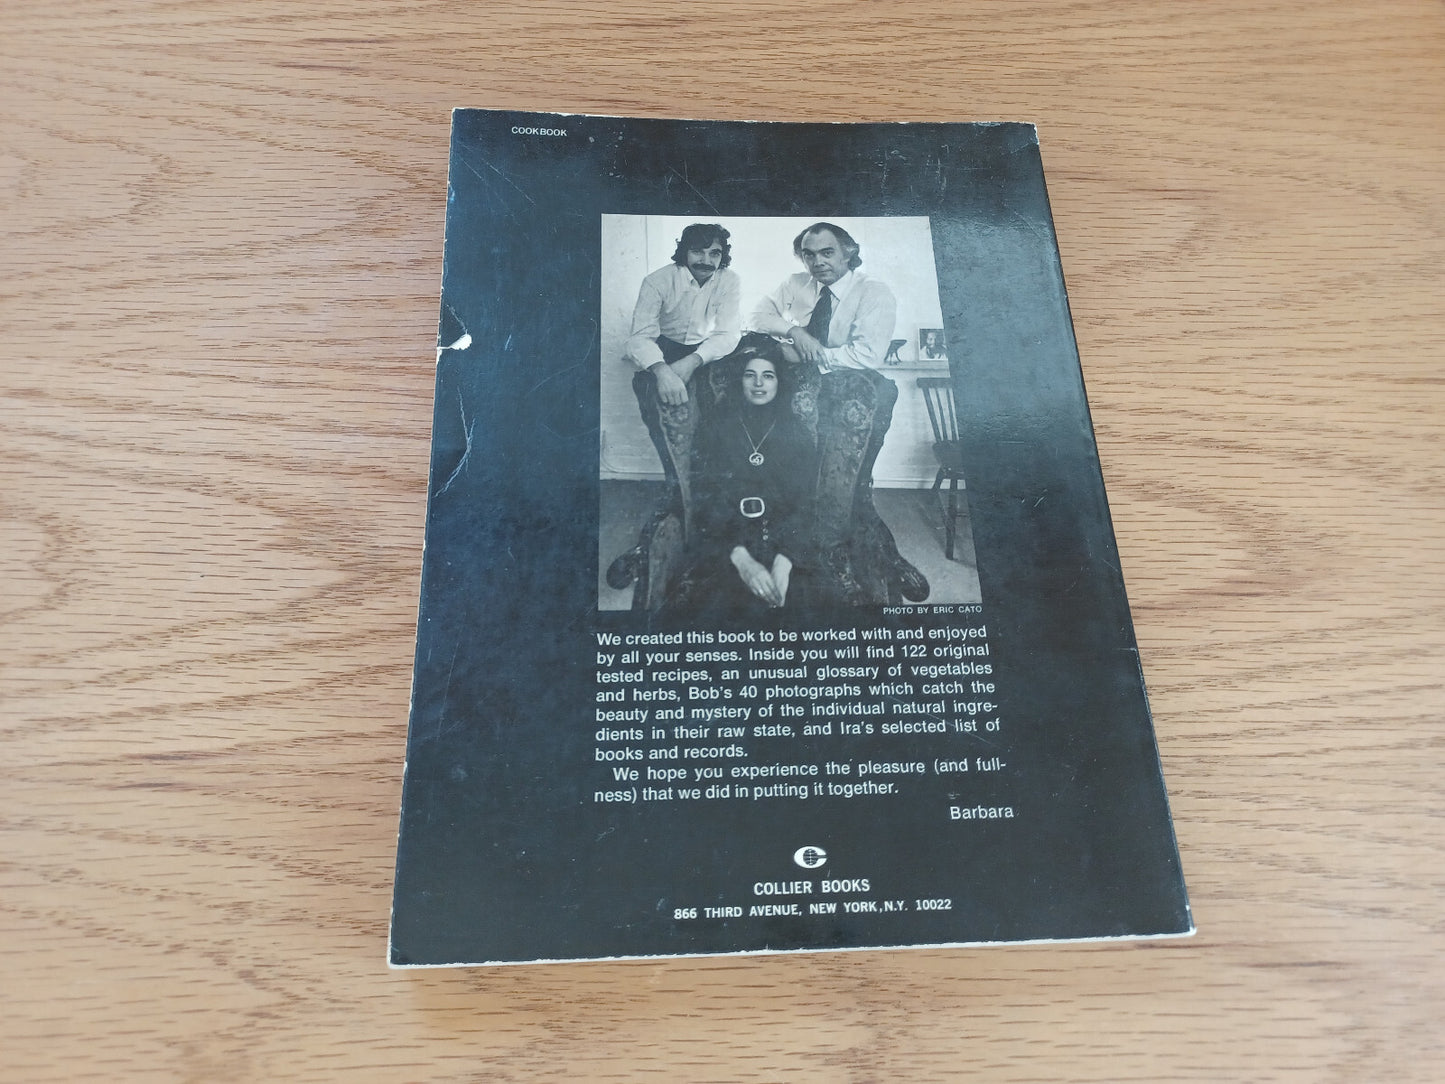 COOKBOOK
PHOTO BY ERIC CATO
We created this book to be worked with and enjoyed
by all your senses. Inside you will find 122 original
tested recipes, an unusual glossary of vegetables
and herbs, Bob's 40 photographs which catch the
beauty and mystery of the individual natural ingre-
dients in their raw state, and Ira's selected list of
books and records.
We hope you experience the pleasure (and full-
ness) that we did in putting it together.
Barbara
COLLIER BOOKS
866 THIRD AVENUE, NEW YORK, N.Y. 10022